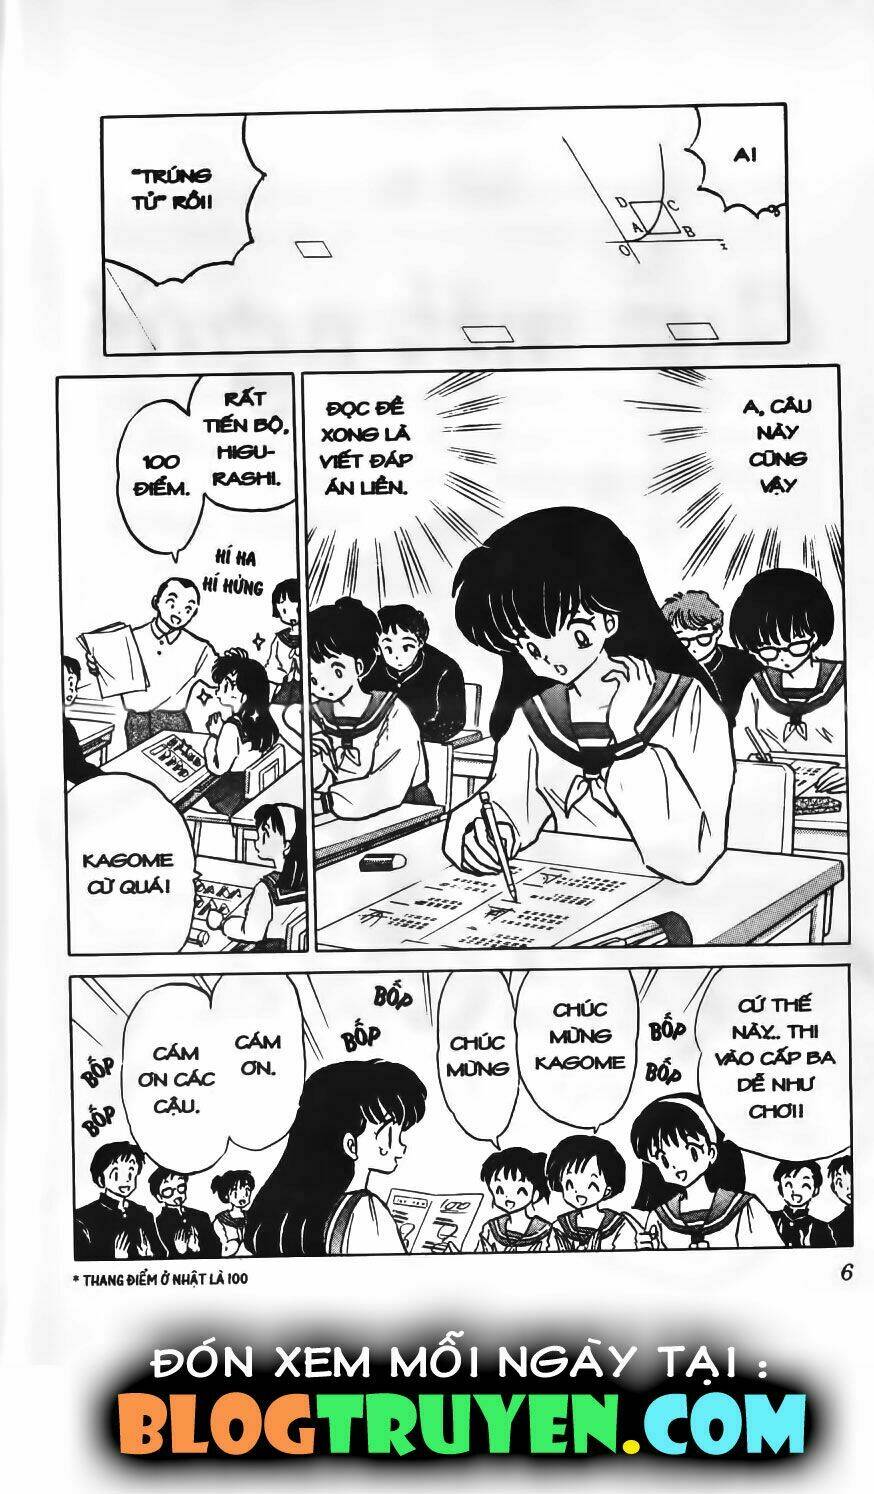 A!
"TRÚNG
TỦ" RỒI!
D
C
A
B
O
A, CÂU
NÀY
CŨNG
VẬY
ĐỌC ĐỀ
XONG LÀ
VIẾT ĐÁP
ÁN LIỀN.
RẤT
TIẾN BỘ,
HIGU-
RASHI.
100
ĐIỂM.
HÍ HA
HÍ HỬNG
KAGOME
CỪ QUÁ!
CỨ THẾ
NÀY... THI
VÀO CẤP BA
DỄ NHƯ
CHƠI!
BỐP
BỐP
CHÚC
MỪNG
KAGOME
CHÚC
MỪNG
BỐP
BỐP
CÁM
ƠN.
CÁM
ƠN CÁC
CẬU.
BỐP
BỐP
100
* THANG ĐIỂM Ở NHẬT LÀ 100
6
ĐÓN XEM MỖI NGÀY TẠI :
BLOGTRUYEN.COM